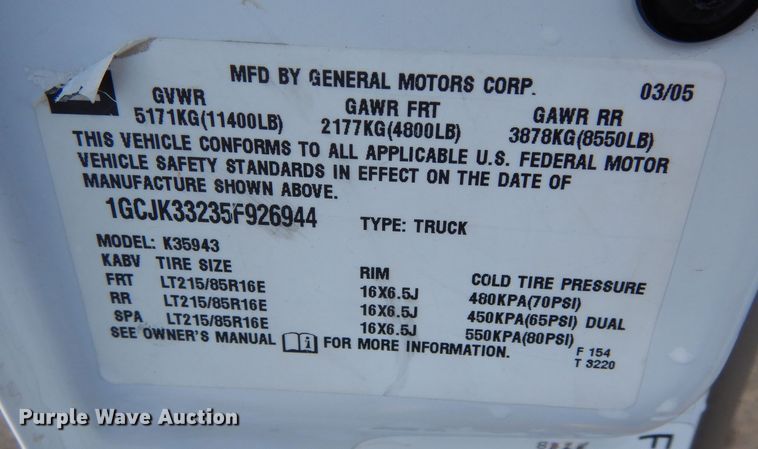 MFD BY GENERAL MOTORS CORP. 03/05
GVWR GAWR FRT GAWR RR
5171KG(11400LB) 2177KG(4800LB) 3878KG(8550LB)
THIS VEHICLE CONFORMS TO ALL APPLICABLE U.S. FEDERAL MOTOR
VEHICLE SAFETY STANDARDS IN EFFECT ON THE DATE OF
MANUFACTURE SHOWN ABOVE.
1GCJK33235F926944 TYPE: TRUCK
MODEL: K35943
KABV TIRE SIZE RIM COLD TIRE PRESSURE
FRT LT215/85R16E 16X6.5J 480KPA(70PSI)
RR LT215/85R16E 16X6.5J 450KPA(65PSI) DUAL
SPA LT215/85R16E 16X6.5J 550KPA(80PSI)
SEE OWNER'S MANUAL FOR MORE INFORMATION.
F 154
T 3220
Purple Wave Auction